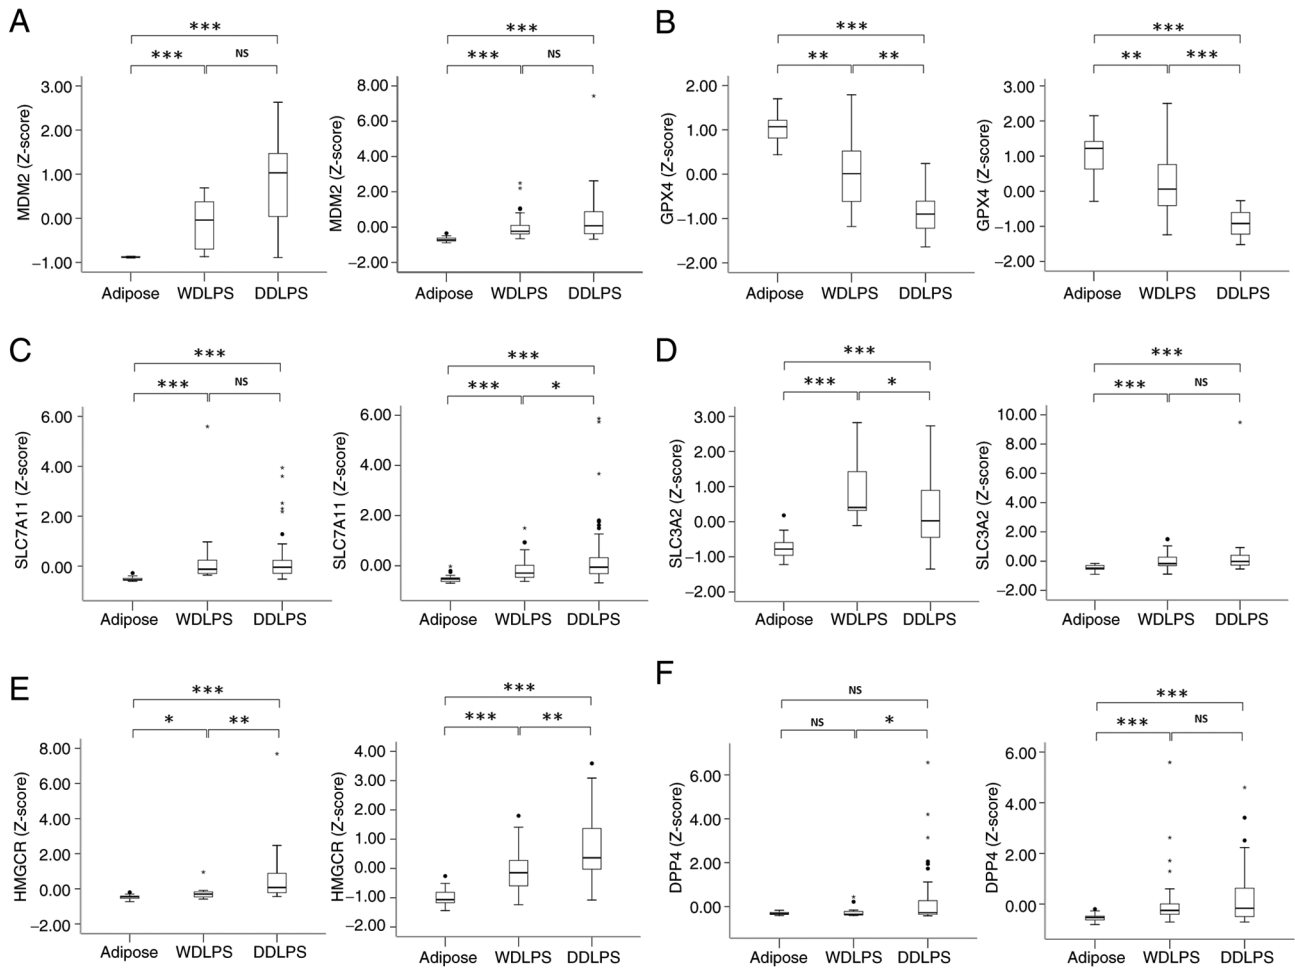 A
***
*** NS
MDM2 (Z-score)
3.00
2.00
1.00
0.00
−1.00
Adipose WDLPS DDLPS
***
*** NS
MDM2 (Z-score)
8.00
6.00
4.00
2.00
0.00
−2.00
Adipose WDLPS DDLPS
B
***
** **
GPX4 (Z-score)
2.00
1.00
0.00
−1.00
−2.00
Adipose WDLPS DDLPS
***
** ***
GPX4 (Z-score)
3.00
2.00
1.00
0.00
−1.00
−2.00
Adipose WDLPS DDLPS
C
***
*** NS
SLC7A11 (Z-score)
6.00
4.00
2.00
0.00
Adipose WDLPS DDLPS
***
*** *
SLC7A11 (Z-score)
6.00
4.00
2.00
0.00
Adipose WDLPS DDLPS
D
***
*** *
SLC3A2 (Z-score)
3.00
2.00
1.00
0.00
−1.00
−2.00
Adipose WDLPS DDLPS
***
*** NS
SLC3A2 (Z-score)
10.00
8.00
6.00
4.00
2.00
0.00
−2.00
Adipose WDLPS DDLPS
E
***
* **
HMGCR (Z-score)
8.00
6.00
4.00
2.00
0.00
−2.00
Adipose WDLPS DDLPS
***
*** **
HMGCR (Z-score)
4.00
3.00
2.00
1.00
0.00
−1.00
−2.00
Adipose WDLPS DDLPS
F
NS
NS *
DPP4 (Z-score)
6.00
4.00
2.00
0.00
Adipose WDLPS DDLPS
***
*** NS
DPP4 (Z-score)
6.00
4.00
2.00
0.00
Adipose WDLPS DDLPS